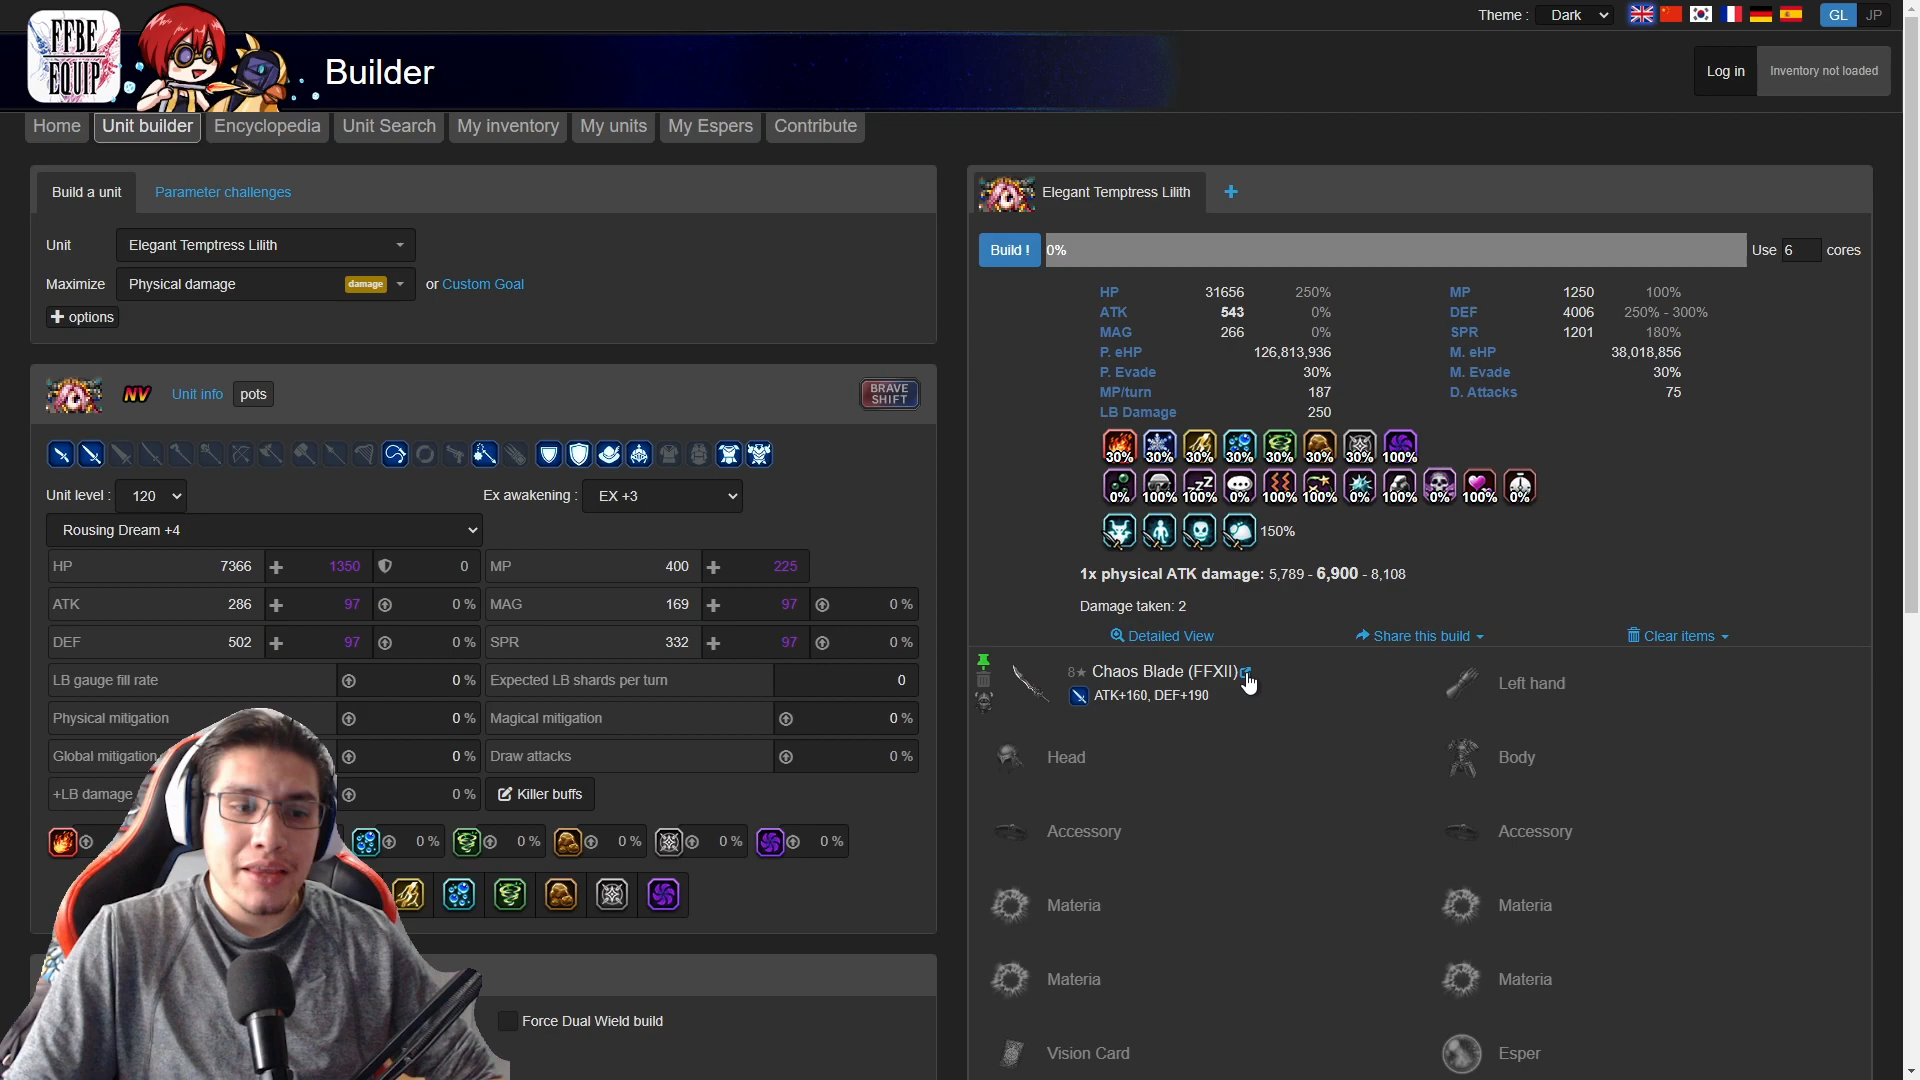 Theme : Dark GL JP
FFBE
EQUIP
Builder
Log in Inventory not loaded
Home Unit builder Encyclopedia Unit Search My inventory My units My Espers Contribute
Build a unit Parameter challenges
Unit Elegant Temptress Lilith
Maximize Physical damage damage or Custom Goal
options
NV Unit info pots BRAVE
SHIFT
Unit level : 120 Ex awakening : EX +3
Rousing Dream +4
HP 7366 1350 0 MP 400 225
ATK 286 97 0 % MAG 169 97 0 %
DEF 502 97 0 % SPR 332 97 0 %
LB gauge fill rate 0 % Expected LB shards per turn 0
Physical mitigation 0 % Magical mitigation 0 %
Global mitigation 0 % Draw attacks 0 %
+LB damage 0 % Killer buffs
0 % 0 % 0 % 0 % 0 %
Force Dual Wield build
Elegant Temptress Lilith
Build ! 0% Use 6 cores
HP 31656 250% MP 1250 100%
ATK 543 0% DEF 4006 250% - 300%
MAG 266 0% SPR 1201 180%
P. eHP 126,813,936 M. eHP 38,018,856
P. Evade 30% M. Evade 30%
MP/turn 187 D. Attacks 75
LB Damage 250
30% 30% 30% 30% 30% 30% 30% 100%
0% 100% 100% 0% 100% 100% 0% 100% 0% 100% 0%
150%
1x physical ATK damage: 5,789 - 6,900 - 8,108
Damage taken: 2
Detailed View Share this build Clear items
8★ Chaos Blade (FFXII) Left hand
ATK+160, DEF+190
Head Body
Accessory Accessory
Materia Materia
Materia Materia
Vision Card Esper